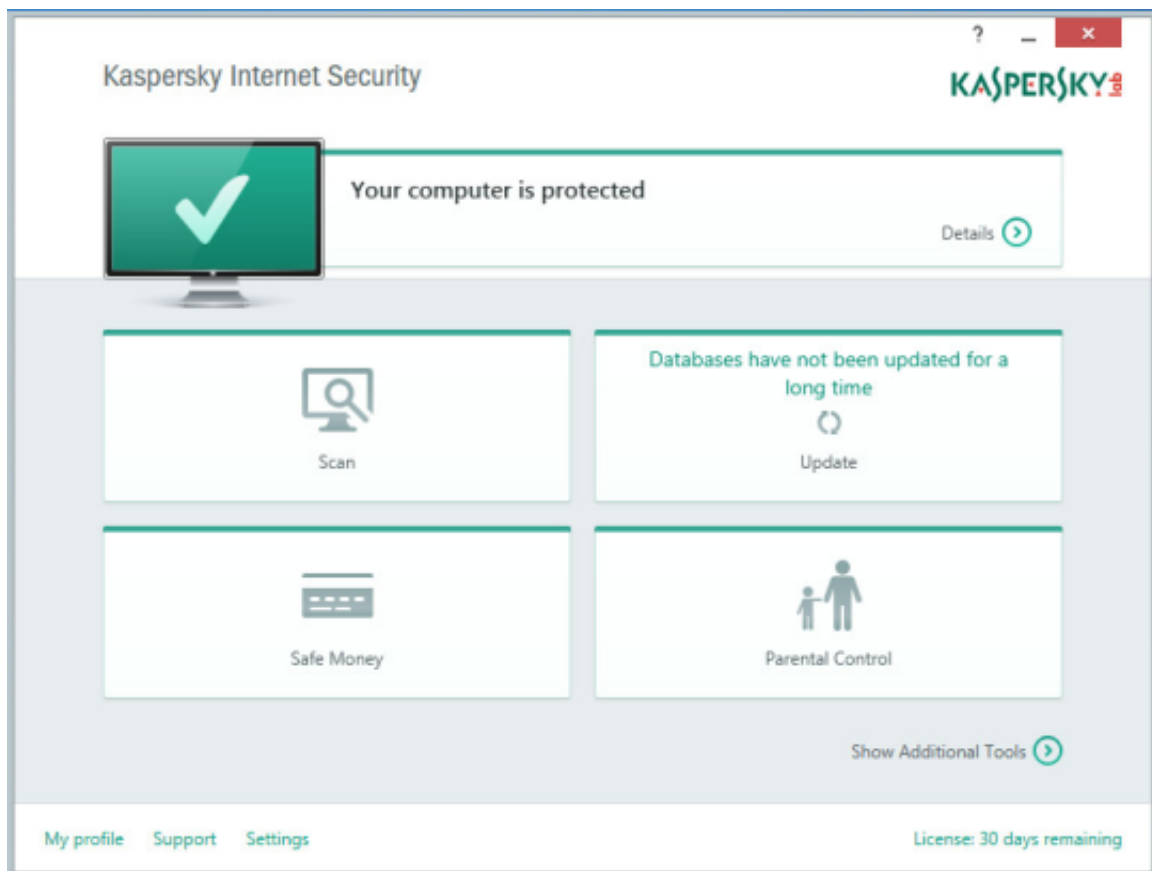 ?
Kaspersky Internet Security
KASPERSKY lab
Your computer is protected
Details
Databases have not been updated for a
long time
Scan
Update
Safe Money
Parental Control
Show Additional Tools
My profile Support Settings
License: 30 days remaining